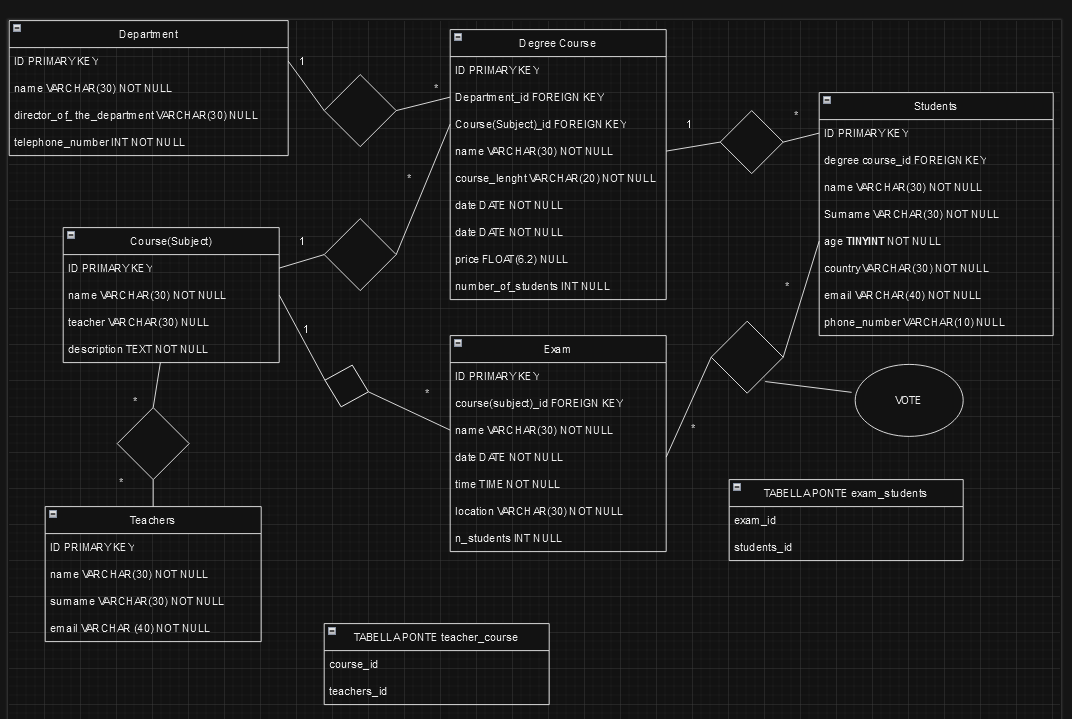 Department
ID PRIMARY KEY
name VARCHAR(30) NOT NULL
director_of_the_department VARCHAR(30) NULL
telephone_number INT NOT NULL
1
*
Degree Course
ID PRIMARY KEY
Department_id FOREIGN KEY
Course(Subject)_id FOREIGN KEY
name VARCHAR(30) NOT NULL
course_lenght VARCHAR(20) NOT NULL
date DATE NOT NULL
date DATE NOT NULL
price FLOAT(6.2) NULL
number_of_students INT NULL
1
*
Students
ID PRIMARY KEY
degree course_id FOREIGN KEY
name VARCHAR(30) NOT NULL
Surname VARCHAR(30) NOT NULL
age TINYINT NOT NULL
country VARCHAR(30) NOT NULL
email VARCHAR(40) NOT NULL
phone_number VARCHAR(10) NULL
Course(Subject)
ID PRIMARY KEY
name VARCHAR(30) NOT NULL
teacher VARCHAR(30) NULL
description TEXT NOT NULL
1
*
1
*
Exam
ID PRIMARY KEY
course(subject)_id FOREIGN KEY
name VARCHAR(30) NOT NULL
date DATE NOT NULL
time TIME NOT NULL
location VARCHAR(30) NOT NULL
n_students INT NULL
*
*
VOTE
*
*
Teachers
ID PRIMARY KEY
name VARCHAR(30) NOT NULL
surname VARCHAR(30) NOT NULL
email VARCHAR (40) NOT NULL
TABELLA PONTE exam_students
exam_id
students_id
TABELLA PONTE teacher_course
course_id
teachers_id